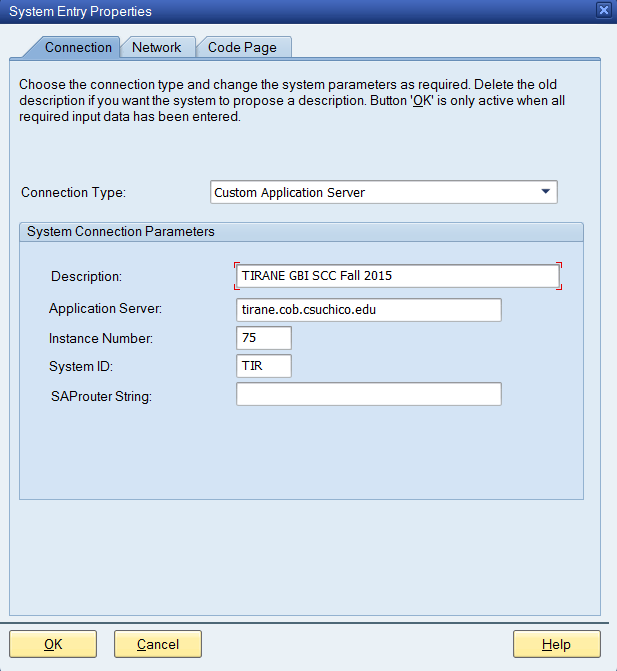 System Entry Properties
Connection Network Code Page
Choose the connection type and change the system parameters as required. Delete the old
description if you want the system to propose a description. Button 'OK' is only active when all
required input data has been entered.
Connection Type: Custom Application Server
System Connection Parameters
Description: TIRANE GBI SCC Fall 2015
Application Server: tirane.cob.csuchico.edu
Instance Number: 75
System ID: TIR
SAProuter String:
OK Cancel Help